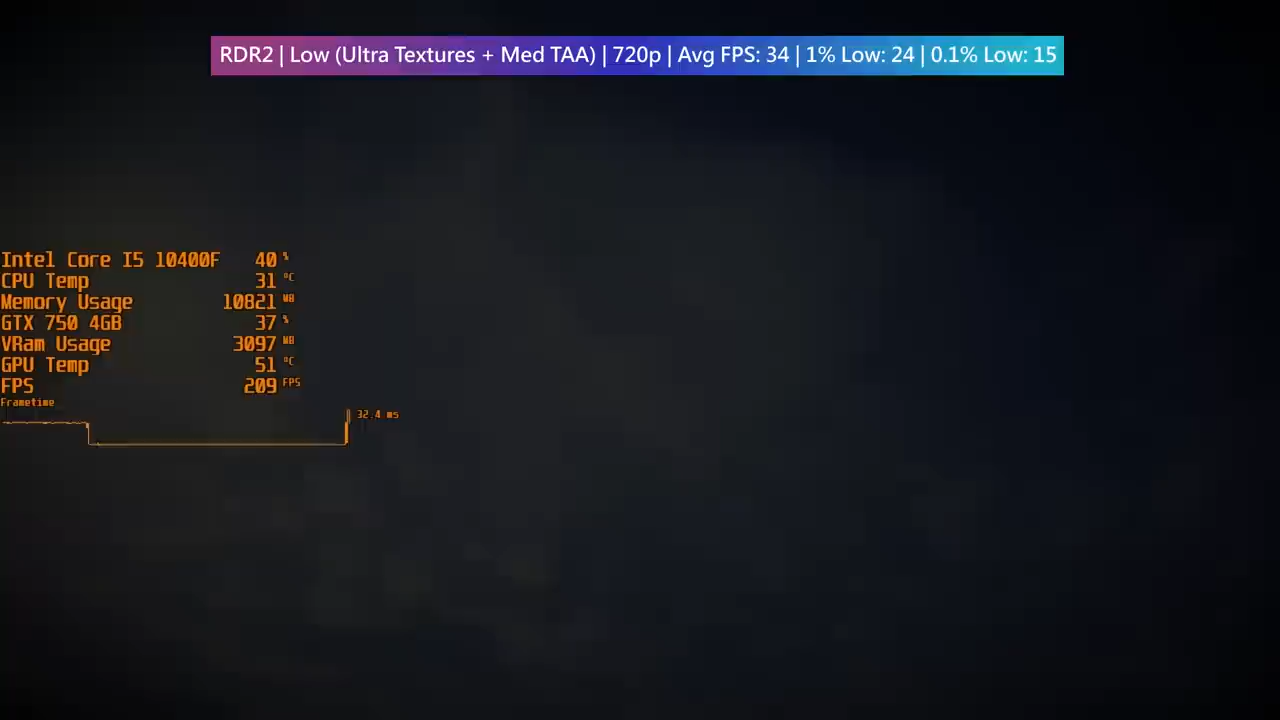 RDR2 | Low (Ultra Textures + Med TAA) | 720p | Avg FPS: 34 | 1% Low: 24 | 0.1% Low: 15
Intel Core I5 10400F 40 %
CPU Temp 31 °C
Memory Usage 10821 MB
GTX 750 4GB 37 %
VRam Usage 3097 MB
GPU Temp 51 °C
FPS 209 FPS
Frametime
32.4 ms